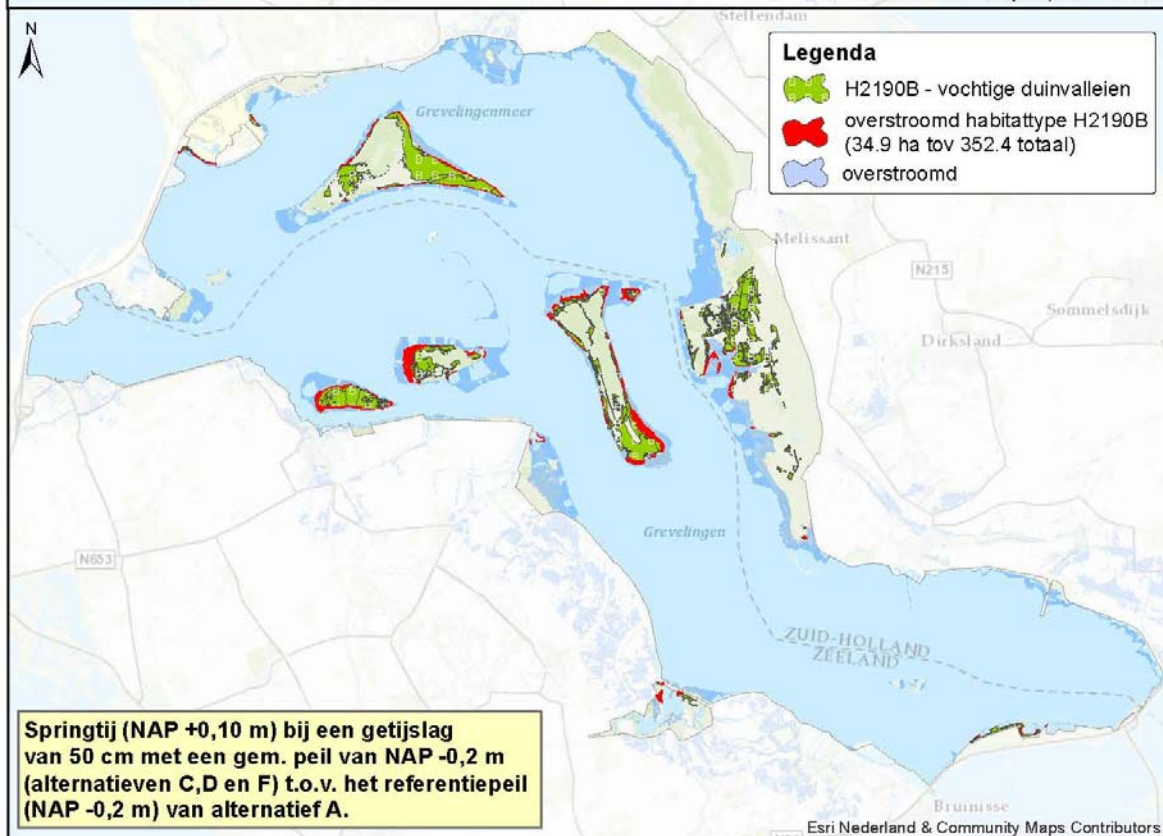 Stellendam
N
Legenda
H2190B - vochtige duinvalleien
overstroomd habitattype H2190B
(34.9 ha tov 352.4 totaal)
overstroomd
Grevelingenmeer
Melissant
N215
Sommelsdijk
Dirksland
Grevelingen
N653
ZUID-HOLLAND
ZEELAND
Springtij (NAP +0,10 m) bij een getijslag
van 50 cm met een gem. peil van NAP -0,2 m
(alternatieven C,D en F) t.o.v. het referentiepeil
(NAP -0,2 m) van alternatief A.
Bruinisse
Esri Nederland & Community Maps Contributors